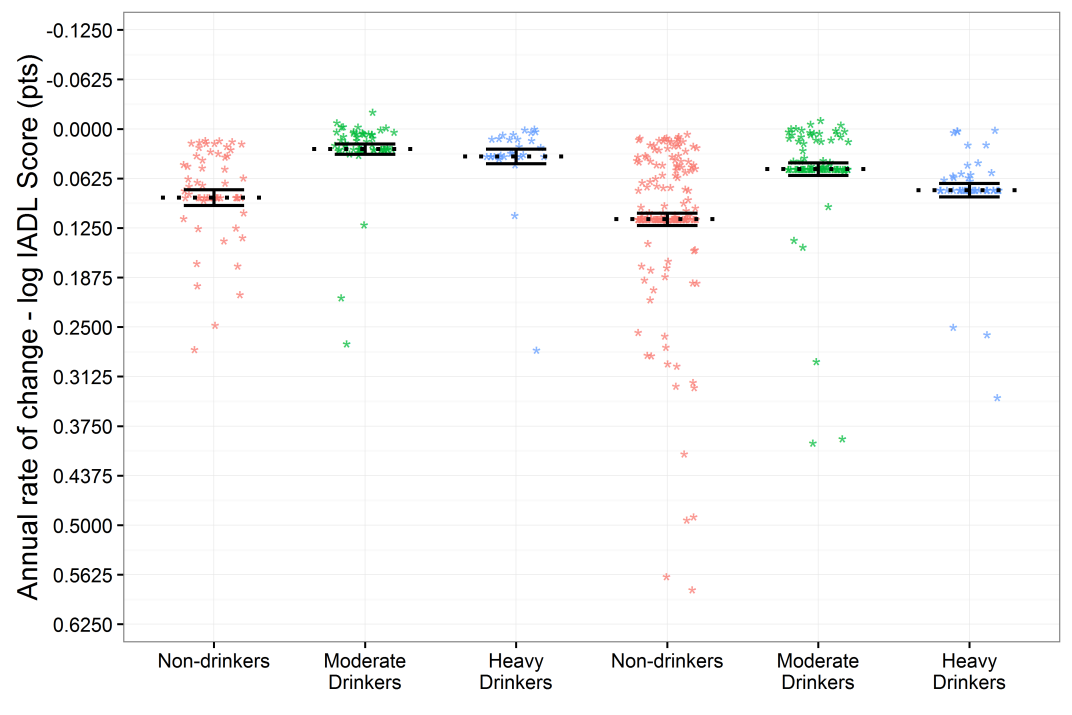 Annual rate of change - log IADL Score (pts)
-0.1250
-0.0625
0.0000
0.0625
0.1250
0.1875
0.2500
0.3125
0.3750
0.4375
0.5000
0.5625
0.6250
Non-drinkers
Moderate
Drinkers
Heavy
Drinkers
Non-drinkers
Moderate
Drinkers
Heavy
Drinkers